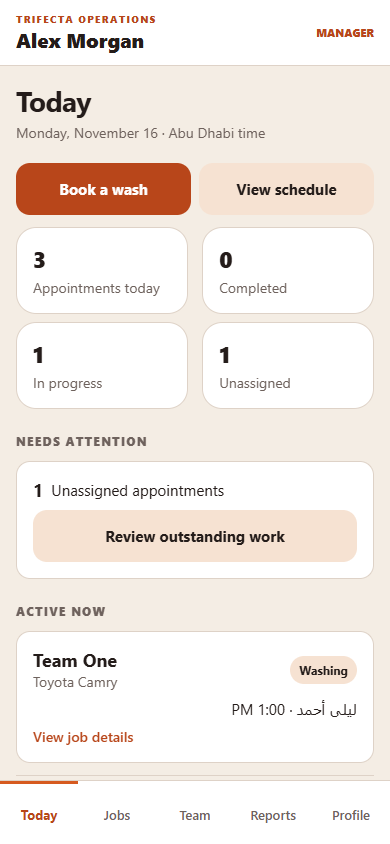 TRIFECTA OPERATIONS
Alex Morgan
MANAGER
Today
Monday, November 16 · Abu Dhabi time
Book a wash
View schedule
3
Appointments today
0
Completed
1
In progress
1
Unassigned
NEEDS ATTENTION
1 Unassigned appointments
Review outstanding work
ACTIVE NOW
Team One
Toyota Camry
Washing
ليلى أحمد · 1:00 PM
View job details
Today
Jobs
Team
Reports
Profile